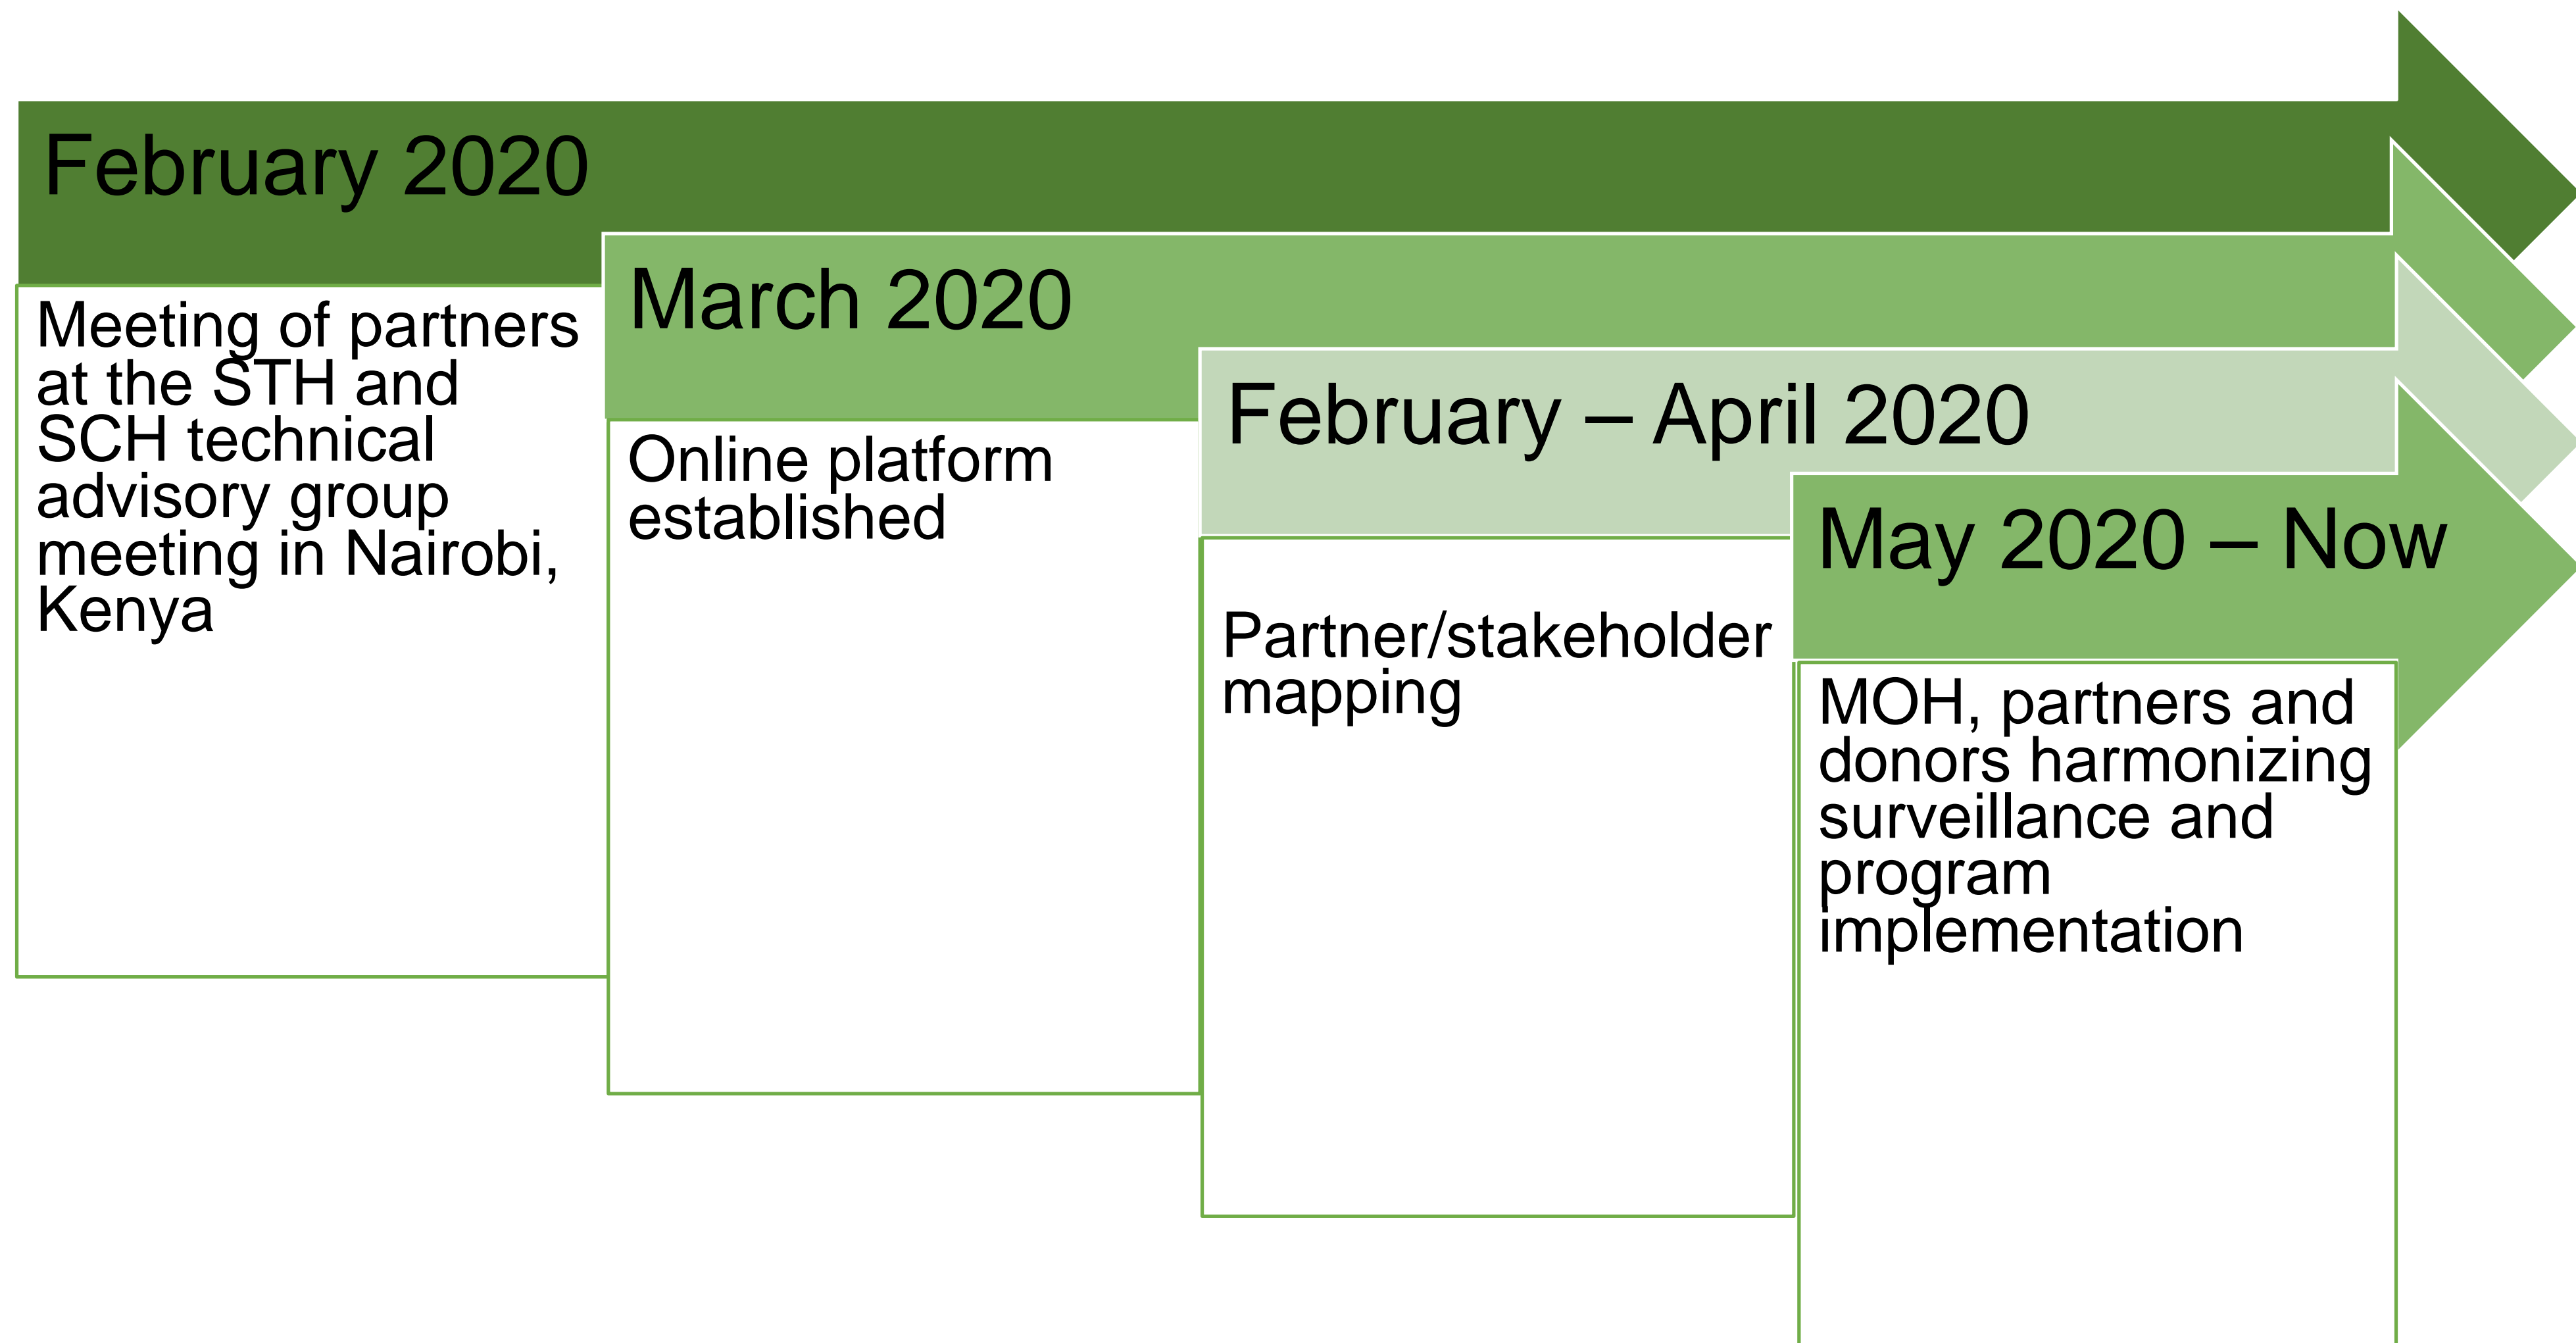 February 2020
Meeting of partners
at the STH and
SCH technical
advisory group
meeting in Nairobi,
Kenya
March 2020
Online platform
established
February – April 2020
Partner/stakeholder
mapping
May 2020 – Now
MOH, partners and
donors harmonizing
surveillance and
program
implementation